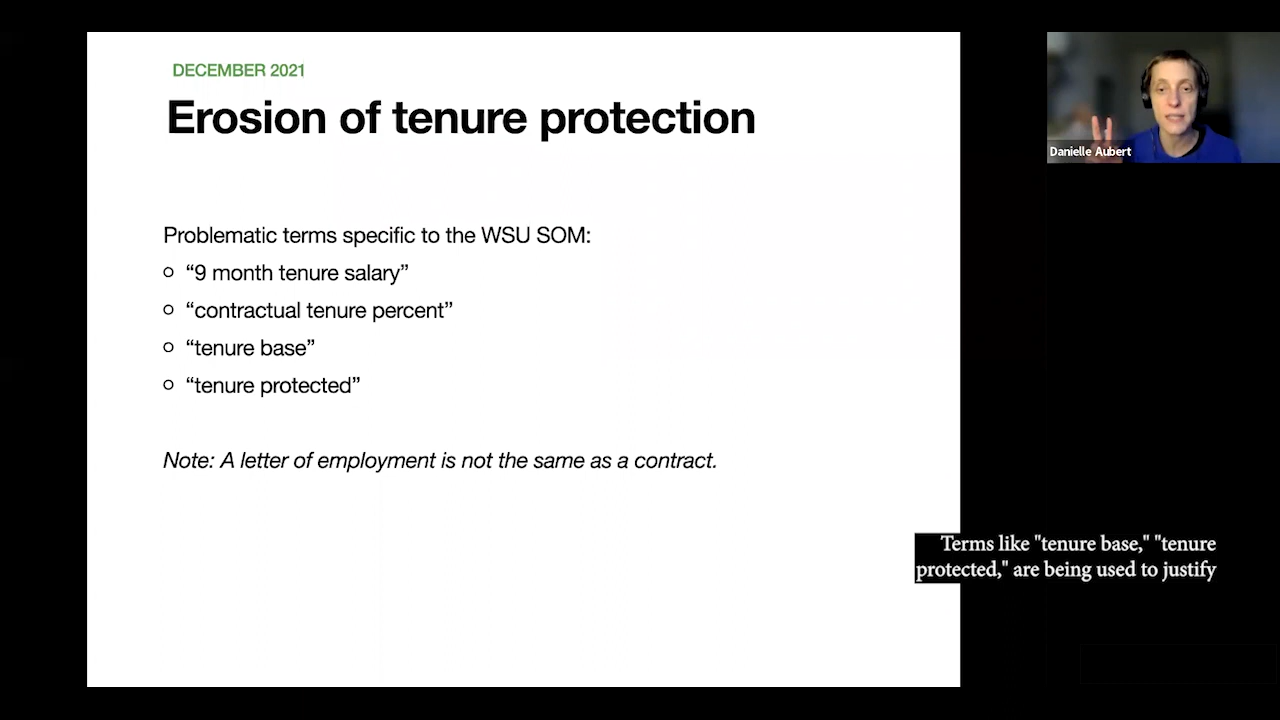 DECEMBER 2021
Erosion of tenure protection
Problematic terms specific to the WSU SOM:
“9 month tenure salary”
“contractual tenure percent”
“tenure base”
“tenure protected”
Note: A letter of employment is not the same as a contract.
Danielle Aubert
Terms like "tenure base," "tenure
protected," are being used to justify